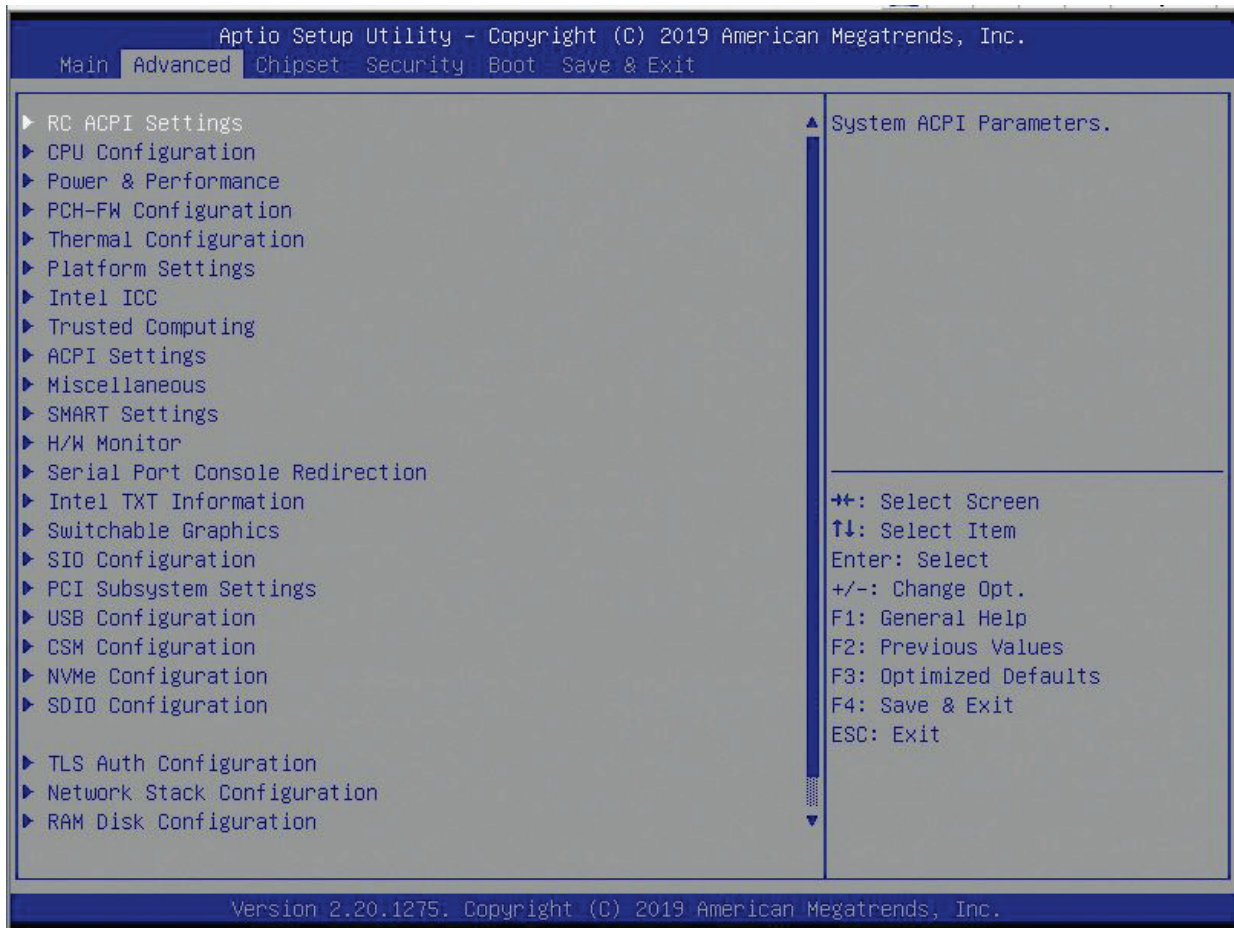 Aptio Setup Utility – Copyright (C) 2019 American Megatrends, Inc.
Main Advanced Chipset Security Boot Save & Exit
▶ RC ACPI Settings
▶ CPU Configuration
▶ Power & Performance
▶ PCH-FW Configuration
▶ Thermal Configuration
▶ Platform Settings
▶ Intel ICC
▶ Trusted Computing
▶ ACPI Settings
▶ Miscellaneous
▶ SMART Settings
▶ H/W Monitor
▶ Serial Port Console Redirection
▶ Intel TXT Information
▶ Switchable Graphics
▶ SIO Configuration
▶ PCI Subsystem Settings
▶ USB Configuration
▶ CSM Configuration
▶ NVMe Configuration
▶ SDIO Configuration
▶ TLS Auth Configuration
▶ Network Stack Configuration
▶ RAM Disk Configuration
System ACPI Parameters.
→←: Select Screen
↑↓: Select Item
Enter: Select
+/-: Change Opt.
F1: General Help
F2: Previous Values
F3: Optimized Defaults
F4: Save & Exit
ESC: Exit
Version 2.20.1275. Copyright (C) 2019 American Megatrends, Inc.